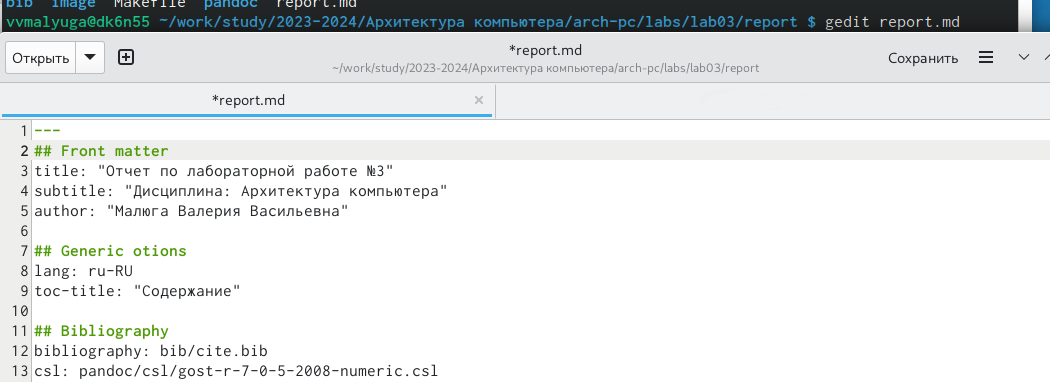 bib image Makefile pandoc report.md
vvmalyuga@dk6n55 ~/work/study/2023-2024/Архитектура компьютера/arch-pc/labs/lab03/report $ gedit report.md
Открыть
*report.md
~/work/study/2023-2024/Архитектура компьютера/arch-pc/labs/lab03/report
Сохранить
*report.md
1 ---
2 ## Front matter
3 title: "Отчет по лабораторной работе №3"
4 subtitle: "Дисциплина: Архитектура компьютера"
5 author: "Малюга Валерия Васильевна"
6
7 ## Generic otions
8 lang: ru-RU
9 toc-title: "Содержание"
10
11 ## Bibliography
12 bibliography: bib/cite.bib
13 csl: pandoc/csl/gost-r-7-0-5-2008-numeric.csl